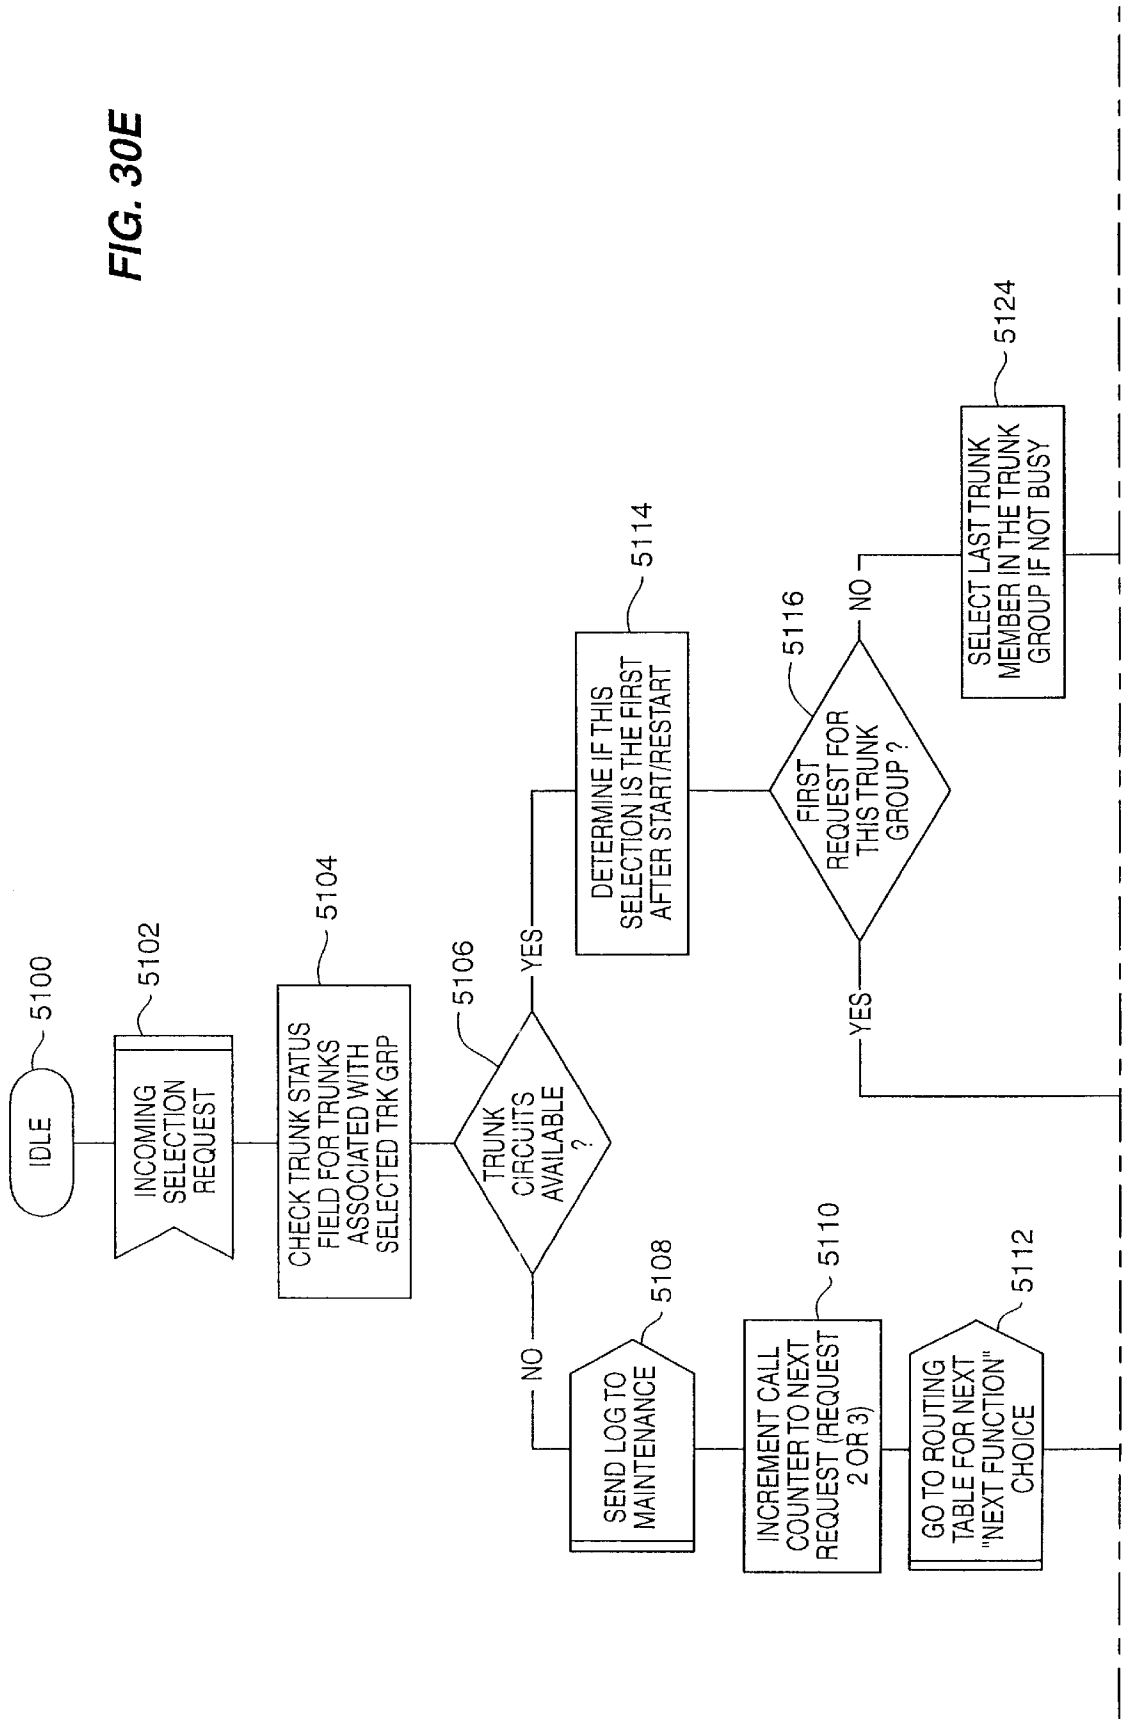 FIG. 30E
IDLE
5100
INCOMING
SELECTION
REQUEST
5102
CHECK TRUNK STATUS
FIELD FOR TRUNKS
ASSOCIATED WITH
SELECTED TRK GRP
5104
TRUNK
CIRCUITS
AVAILABLE
?
5106
NO
YES
SEND LOG TO
MAINTENANCE
5108
INCREMENT CALL
COUNTER TO NEXT
REQUEST (REQUEST
2 OR 3)
5110
GO TO ROUTING
TABLE FOR NEXT
"NEXT FUNCTION"
CHOICE
5112
DETERMINE IF THIS
SELECTION IS THE FIRST
AFTER START/RESTART
5114
FIRST
REQUEST FOR
THIS TRUNK
GROUP ?
5116
YES
NO
SELECT LAST TRUNK
MEMBER IN THE TRUNK
GROUP IF NOT BUSY
5124